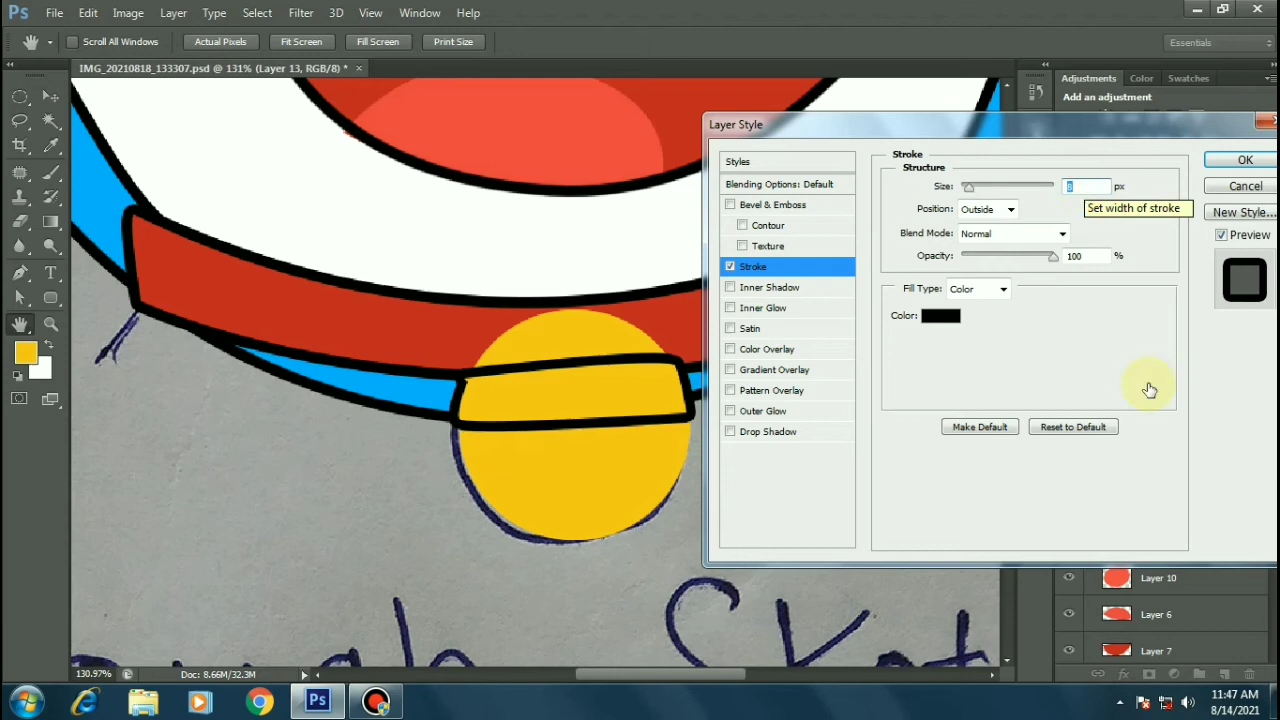 Ps File Edit Image Layer Type Select Filter 3D View Window Help
Scroll All Windows Actual Pixels Fit Screen Fill Screen Print Size Essentials
IMG_20210818_133307.psd @ 131% (Layer 13, RGB/8) * ×
Adjustments Color Swatches
Add an adjustment
Layer Style
Styles
Blending Options: Default
Bevel & Emboss
Contour
Texture
Stroke
Inner Shadow
Inner Glow
Satin
Color Overlay
Gradient Overlay
Pattern Overlay
Outer Glow
Drop Shadow
Stroke
Structure
Size: 8 px
Set width of stroke
Position: Outside
Blend Mode: Normal
Opacity: 100 %
Fill Type: Color
Color:
Make Default Reset to Default
OK
Cancel
New Style...
Preview
Layer 10
Layer 6
Layer 7
130.97% Doc: 8.66M/32.3M
Ps
11:47 AM
8/14/2021